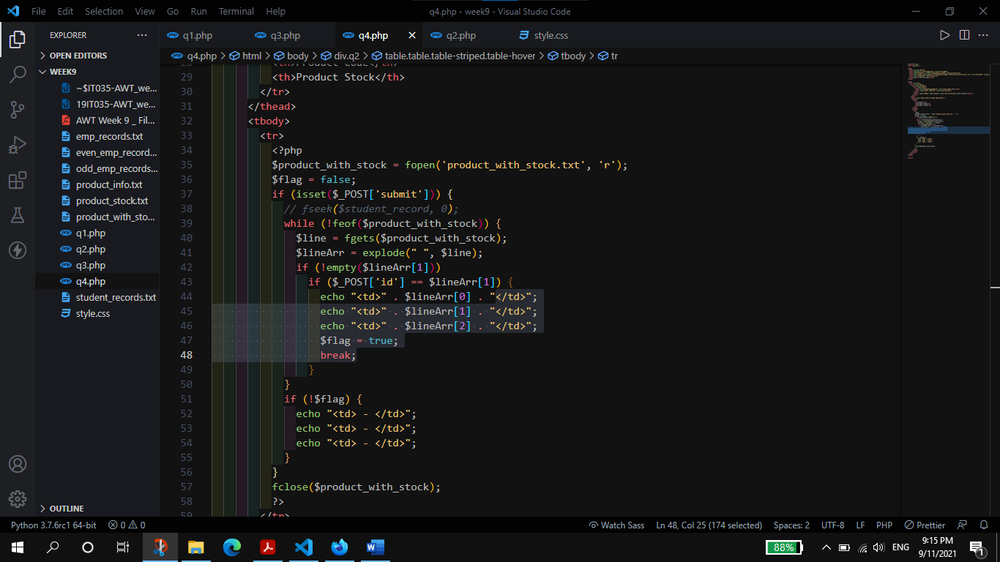 File Edit Selection View Go Run Terminal Help q4.php - week9 - Visual Studio Code
EXPLORER ···
q1.php q3.php q4.php q2.php style.css
OPEN EDITORS
q4.php > html > body > div.q2 > table.table.table-striped.table-hover > tbody > tr
WEEK9
~$IT035-AWT_we...
19IT035-AWT_we...
AWT Week 9 _ Fil...
emp_records.txt
even_emp_record...
odd_emp_records...
product_info.txt
product_stock.txt
product_with_sto...
q1.php
q2.php
q3.php
q4.php
student_records.txt
style.css
OUTLINE
28 <th>Product Code</th>
29 <th>Product Stock</th>
30 </tr>
31 </thead>
32 <tbody>
33 <tr>
34 <?php
35 $product_with_stock = fopen('product_with_stock.txt', 'r');
36 $flag = false;
37 if (isset($_POST['submit'])) {
38 // fseek($student_record, 0);
39 while (!feof($product_with_stock)) {
40 $line = fgets($product_with_stock);
41 $lineArr = explode(" ", $line);
42 if (!empty($lineArr[1]))
43 if ($_POST['id'] == $lineArr[1]) {
44 echo "<td>" . $lineArr[0] . "</td>";
45 echo "<td>" . $lineArr[1] . "</td>";
46 echo "<td>" . $lineArr[2] . "</td>";
47 $flag = true;
48 break;
49 }
50 }
51 if (!$flag) {
52 echo "<td> - </td>";
53 echo "<td> - </td>";
54 echo "<td> - </td>";
55 }
56 }
57 fclose($product_with_stock);
58 ?>
59 </tr>
Python 3.7.6rc1 64-bit 0 0 Watch Sass Ln 48, Col 25 (174 selected) Spaces: 2 UTF-8 LF PHP Prettier
88% ENG 9:15 PM
9/11/2021 1